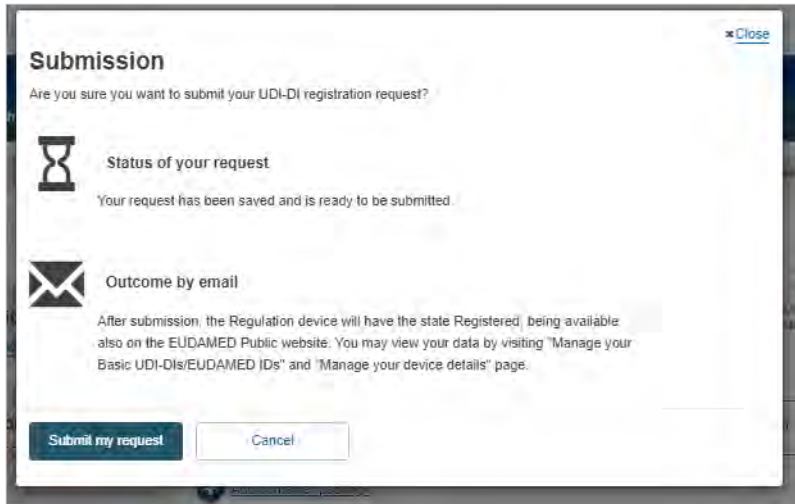 ×Close
Submission
Are you sure you want to submit your UDI-DI registration request?
Status of your request
Your request has been saved and is ready to be submitted.
Outcome by email
After submission, the Regulation device will have the state Registered, being available
also on the EUDAMED Public website. You may view your data by visiting "Manage your
Basic UDI-DIs/EUDAMED IDs" and "Manage your device details" page.
Submit my request
Cancel